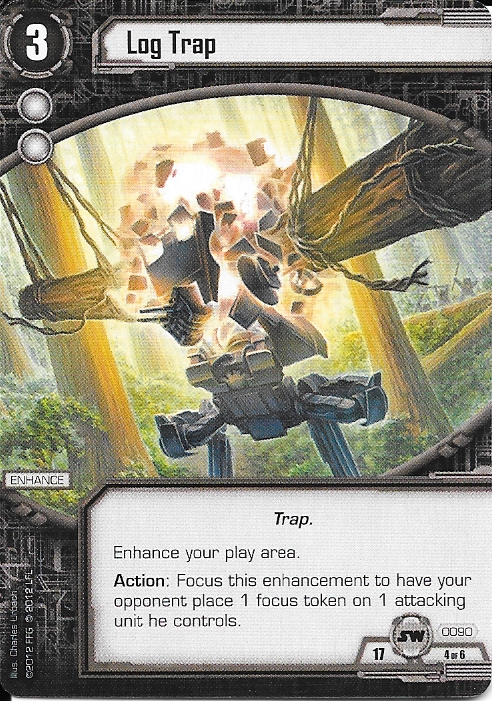 3
Log Trap
ENHANCE
Trap.
Enhance your play area.
Action: Focus this enhancement to have your
opponent place 1 focus token on 1 attacking
unit he controls.
SW
0090
17
4 OF 6
Illus. Charles Urbach
©2012 FFG © 2012 LFL